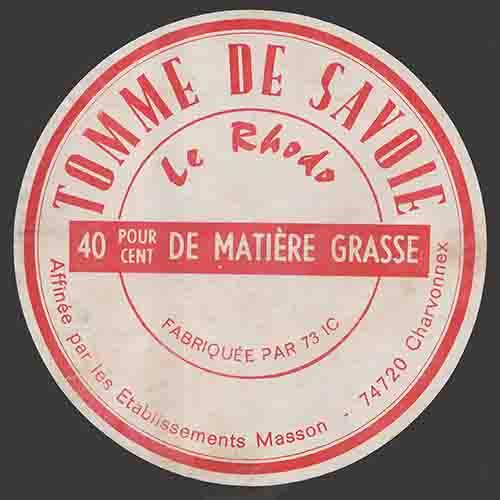 TOMME DE SAVOIE
Le Rhodo
40 POUR CENT DE MATIÈRE GRASSE
FABRIQUÉE PAR 73 IC
Affinée par les Etablissements Masson - 74720 Charvonnex